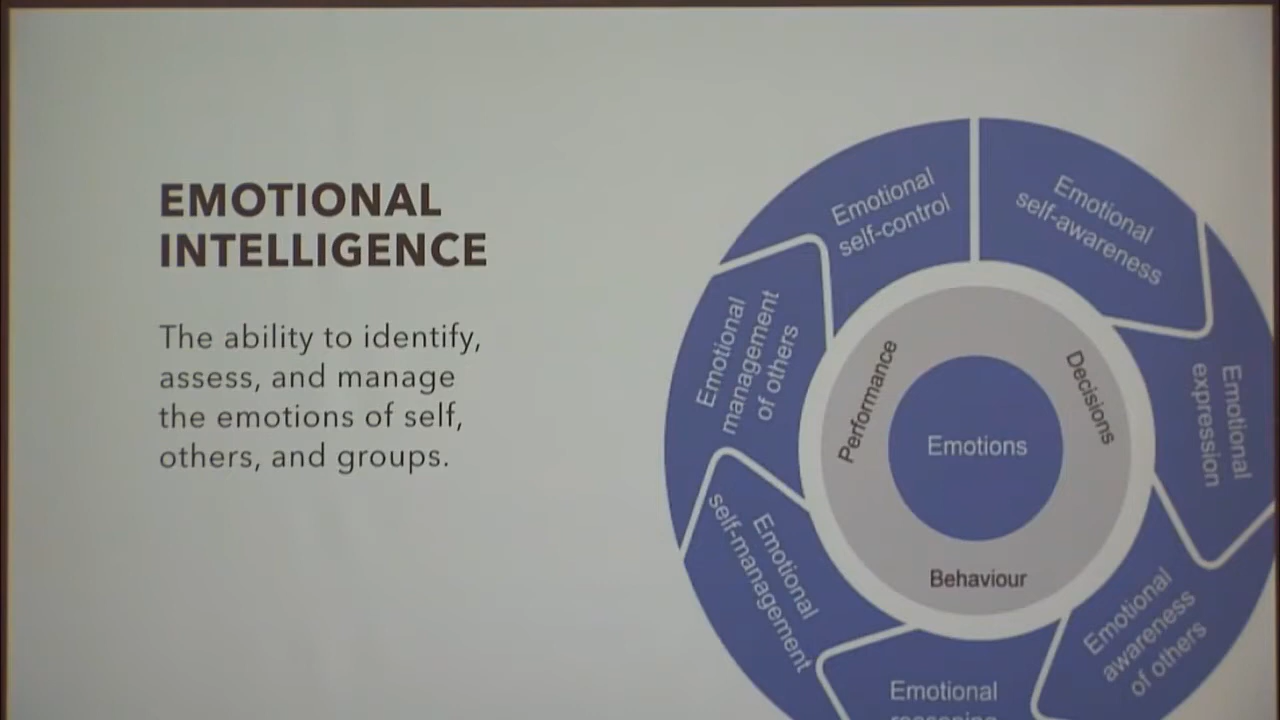 EMOTIONAL
INTELLIGENCE
The ability to identify,
assess, and manage
the emotions of self,
others, and groups.
Emotional
self-control
Emotional
self-awareness
Emotional
expression
Emotional
awareness
of others
Emotional
reasoning
Emotional
self-management
Emotional
management
of others
Performance
Decisions
Behaviour
Emotions